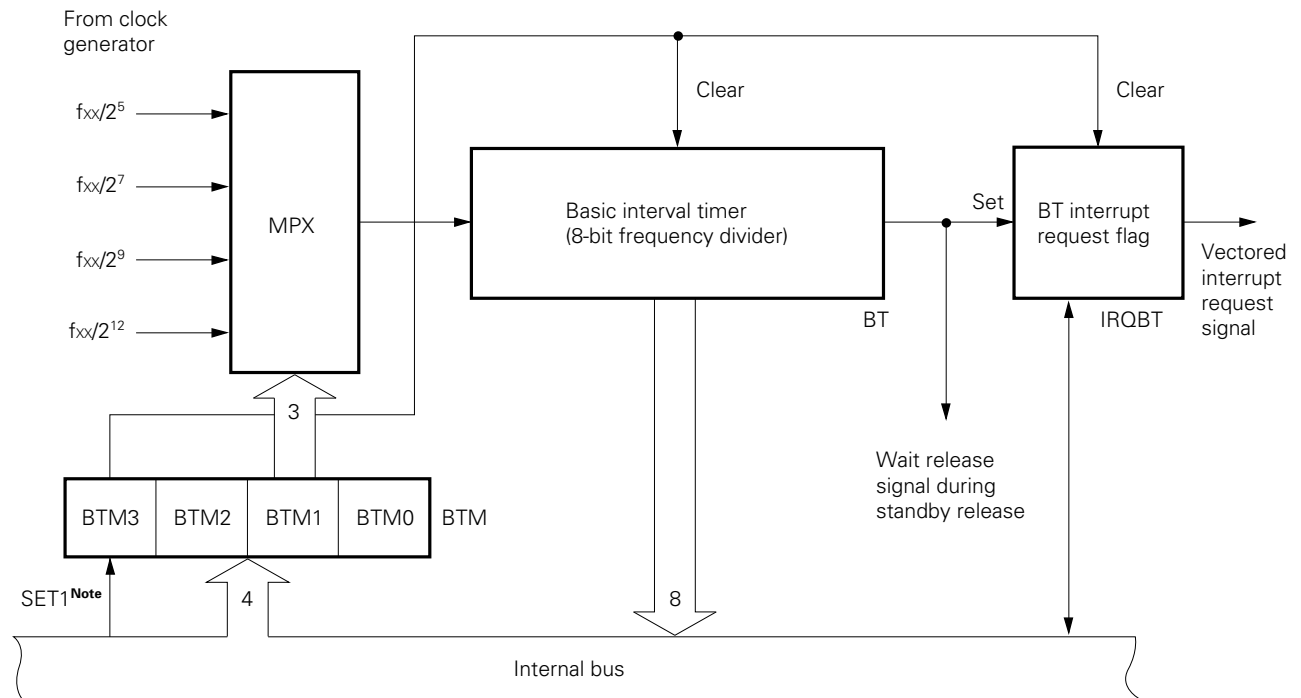 From clock
generator
fxx/2⁵
fxx/2⁷
fxx/2⁹
fxx/2¹²
MPX
Clear
Clear
Basic interval timer
(8-bit frequency divider)
BT
Set
BT interrupt
request flag
IRQBT
Vectored
interrupt
request
signal
3
Wait release
signal during
standby release
BTM3
BTM2
BTM1
BTM0
BTM
SET1Note
4
8
Internal bus